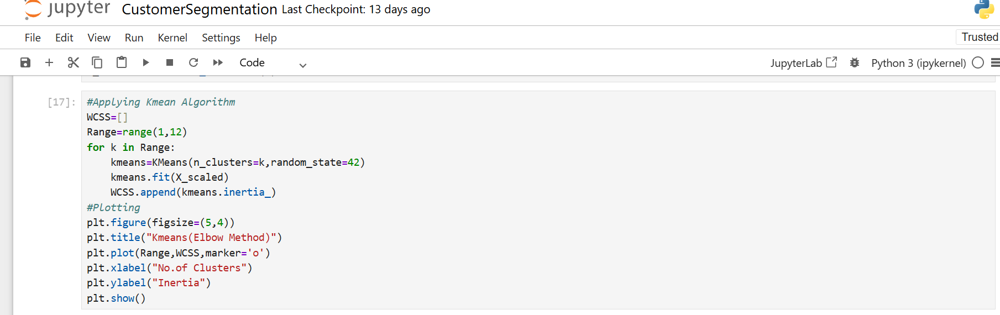 jupyter CustomerSegmentation Last Checkpoint: 13 days ago
File Edit View Run Kernel Settings Help
Trusted
Code
JupyterLab
Python 3 (ipykernel)
[17]:
#Applying Kmean Algorithm
WCSS=[]
Range=range(1,12)
for k in Range:
    kmeans=KMeans(n_clusters=k,random_state=42)
    kmeans.fit(X_scaled)
    WCSS.append(kmeans.inertia_)
#Plotting
plt.figure(figsize=(5,4))
plt.title("Kmeans(Elbow Method)")
plt.plot(Range,WCSS,marker='o')
plt.xlabel("No.of Clusters")
plt.ylabel("Inertia")
plt.show()